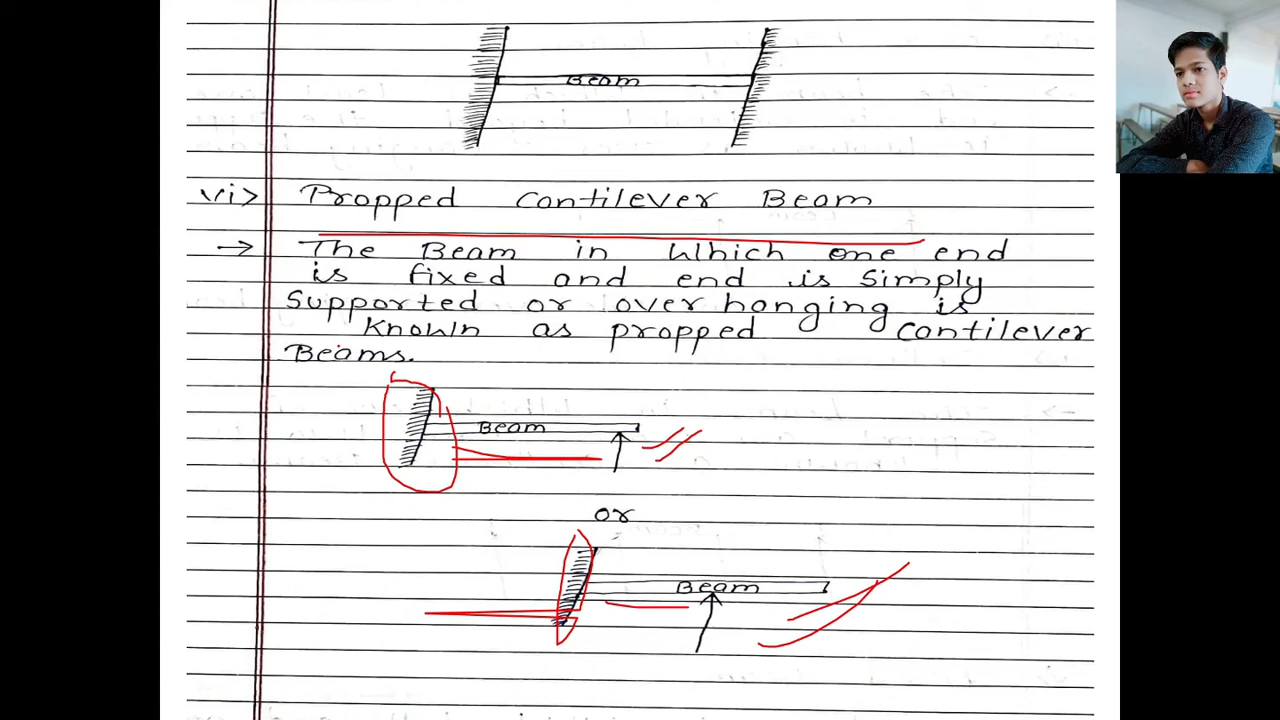 Beam
vi> Propped Cantilever Beam
→ The Beam in Which one end
is fixed and end is Simply
Supported or over hanging is
Known as propped cantilever
Beams.
Beam
or
Beam